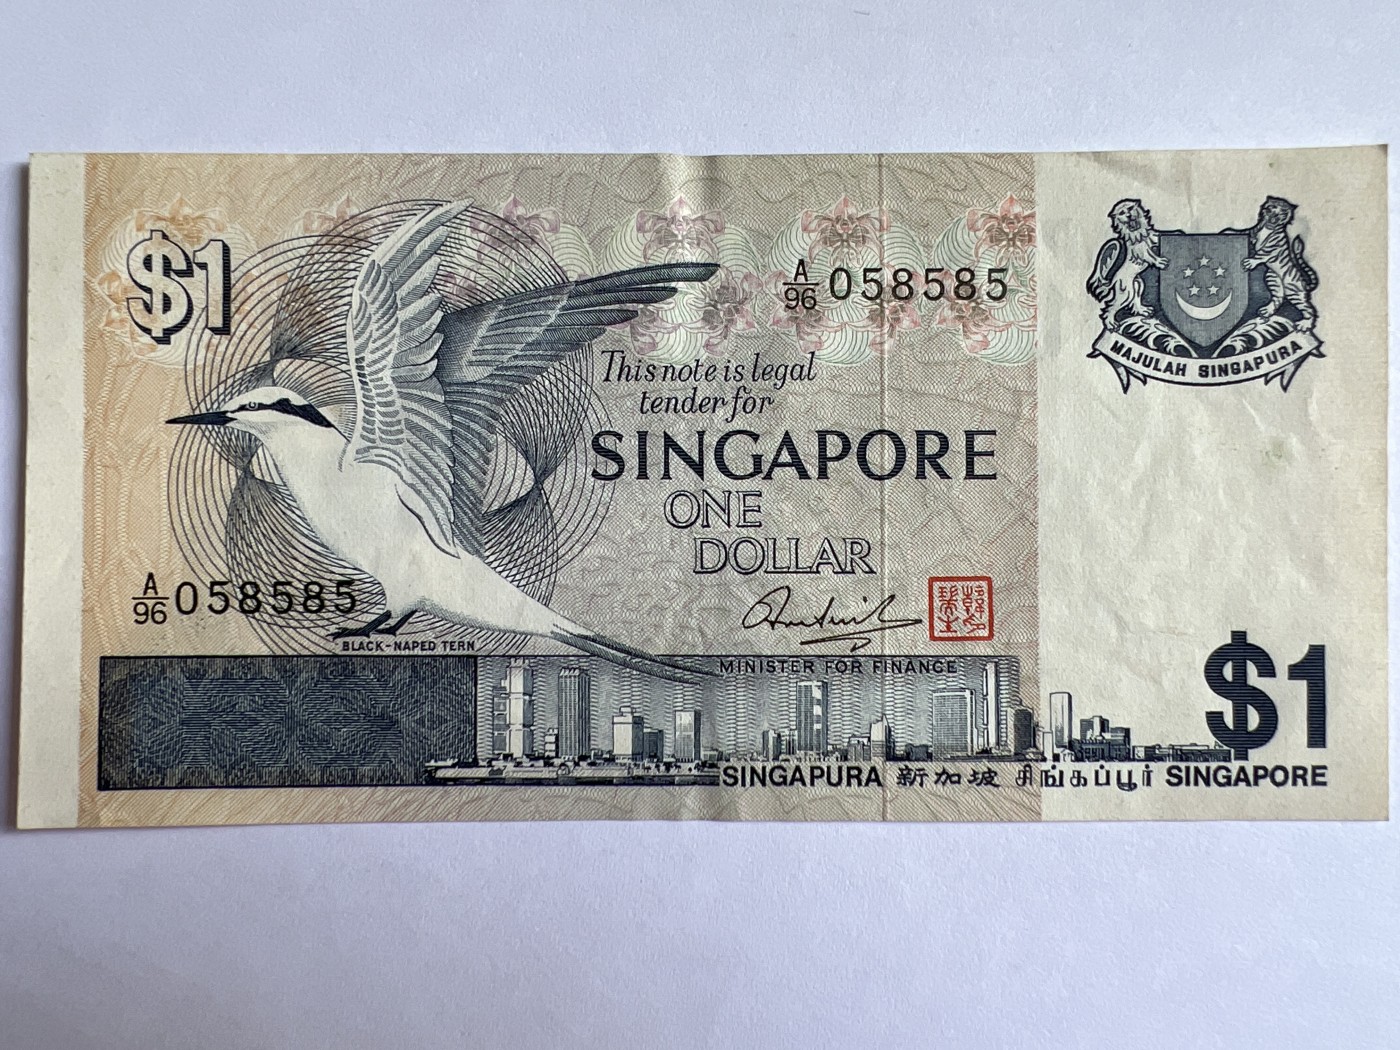 $1
A/96 058585
MAJULAH SINGAPURA
This note is legal
tender for
SINGAPORE
ONE
DOLLAR
A/96 058585
BLACK-NAPED TERN
MINISTER FOR FINANCE
$1
SINGAPURA 新加坡 சிங்கப்பூர் SINGAPORE